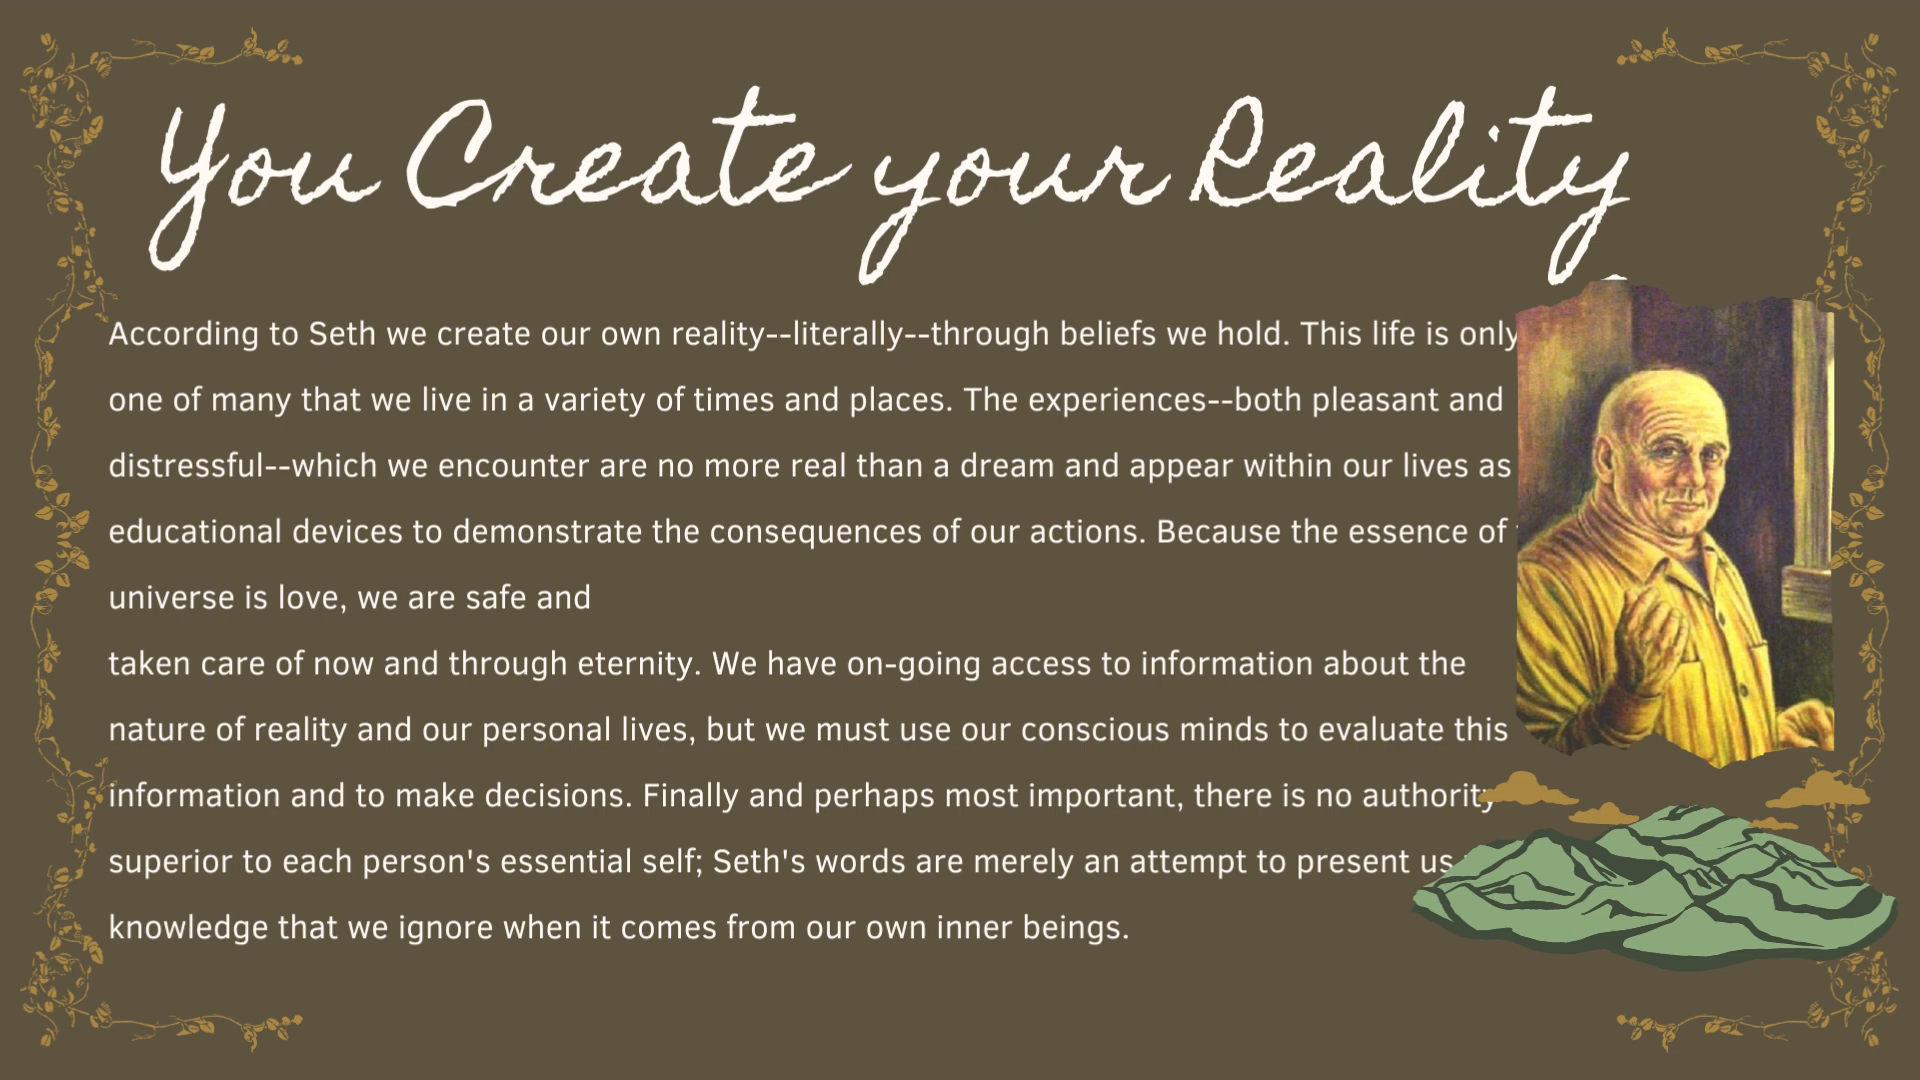 You Create your Reality
According to Seth we create our own reality--literally--through beliefs we hold. This life is only
one of many that we live in a variety of times and places. The experiences--both pleasant and
distressful--which we encounter are no more real than a dream and appear within our lives as
educational devices to demonstrate the consequences of our actions. Because the essence of
universe is love, we are safe and
taken care of now and through eternity. We have on-going access to information about the
nature of reality and our personal lives, but we must use our conscious minds to evaluate this
information and to make decisions. Finally and perhaps most important, there is no authority
superior to each person's essential self; Seth's words are merely an attempt to present us
knowledge that we ignore when it comes from our own inner beings.